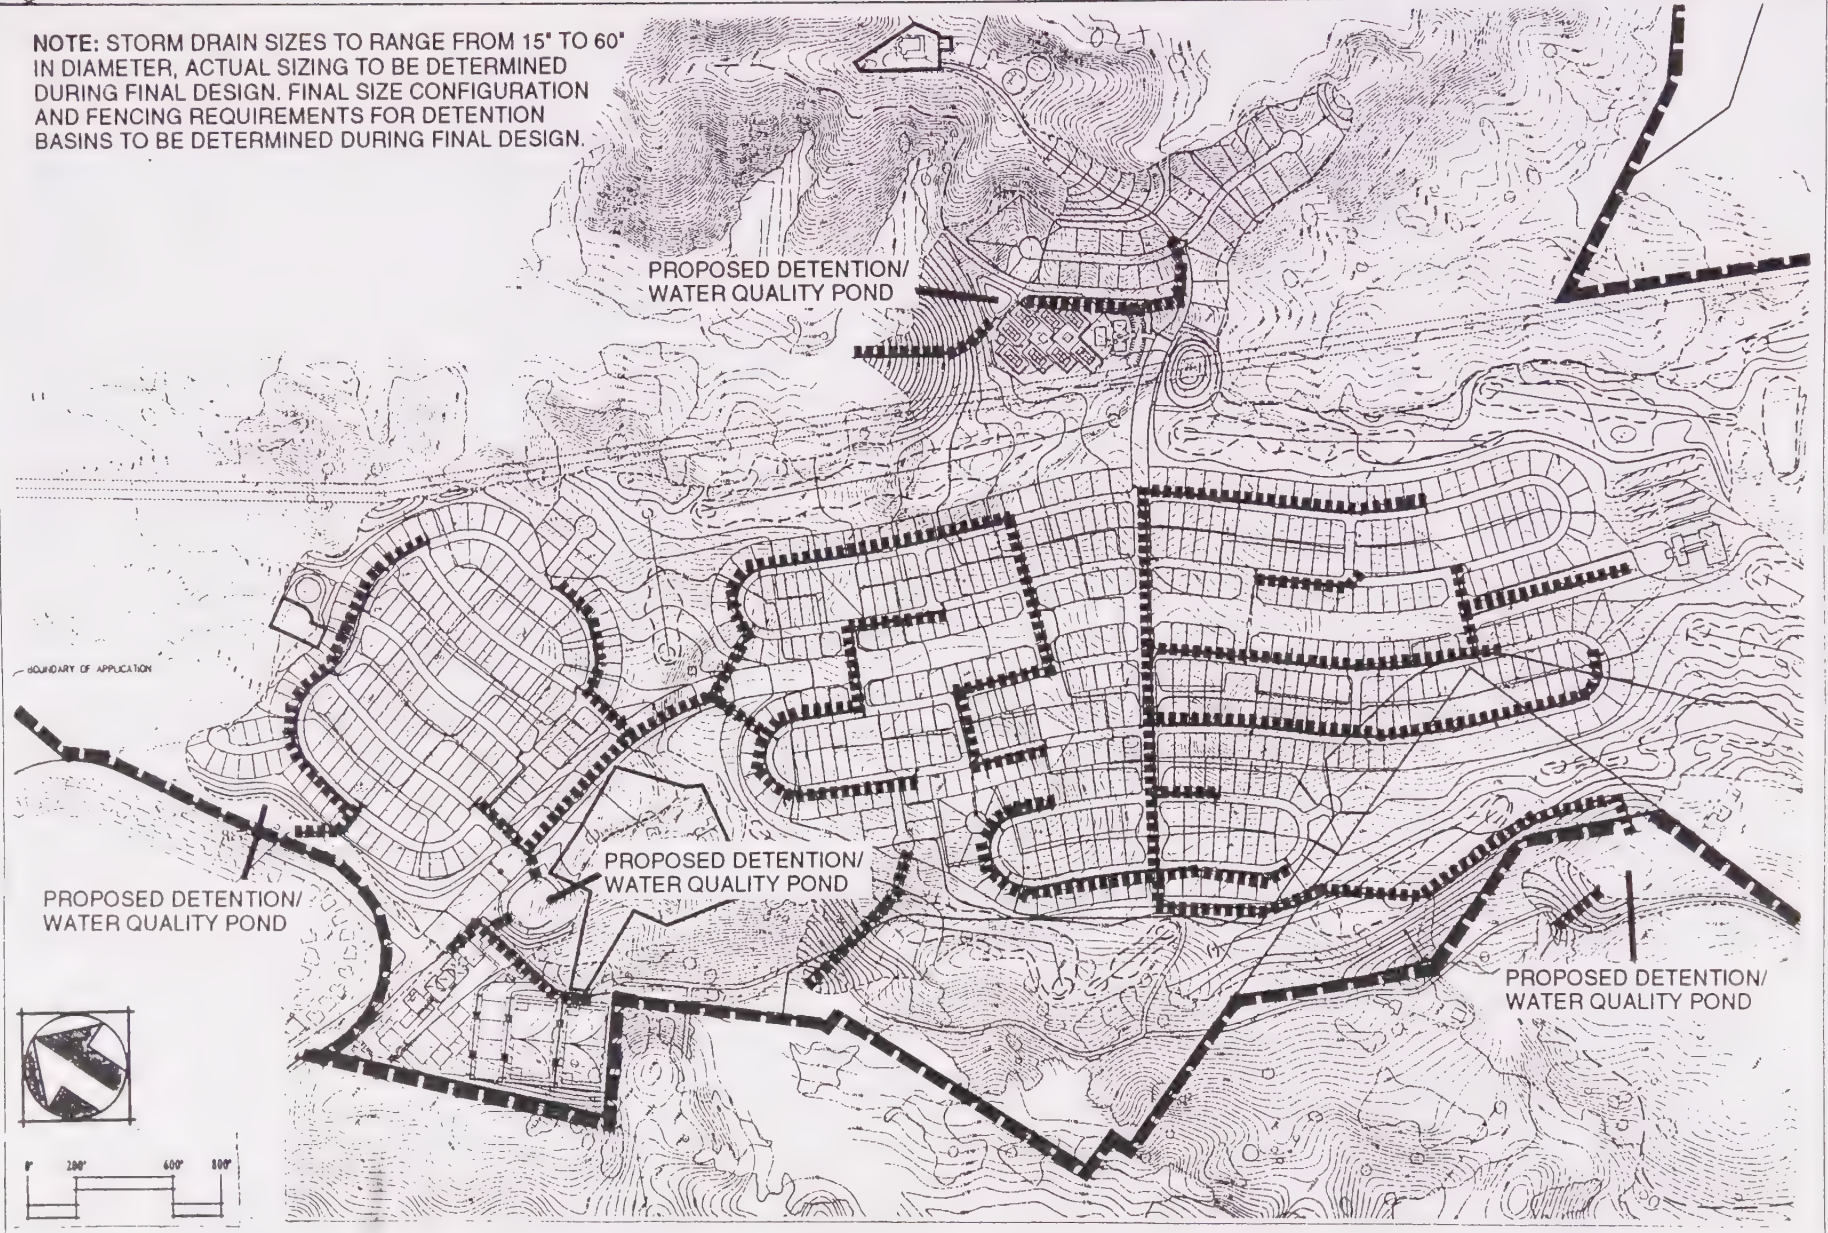 NOTE: STORM DRAIN SIZES TO RANGE FROM 15" TO 60"
IN DIAMETER, ACTUAL SIZING TO BE DETERMINED
DURING FINAL DESIGN. FINAL SIZE CONFIGURATION
AND FENCING REQUIREMENTS FOR DETENTION
BASINS TO BE DETERMINED DURING FINAL DESIGN.
PROPOSED DETENTION/
WATER QUALITY POND
BOUNDARY OF APPLICATION
PROPOSED DETENTION/
WATER QUALITY POND
PROPOSED DETENTION/
WATER QUALITY POND
PROPOSED DETENTION/
WATER QUALITY POND
0' 200' 600' 800'